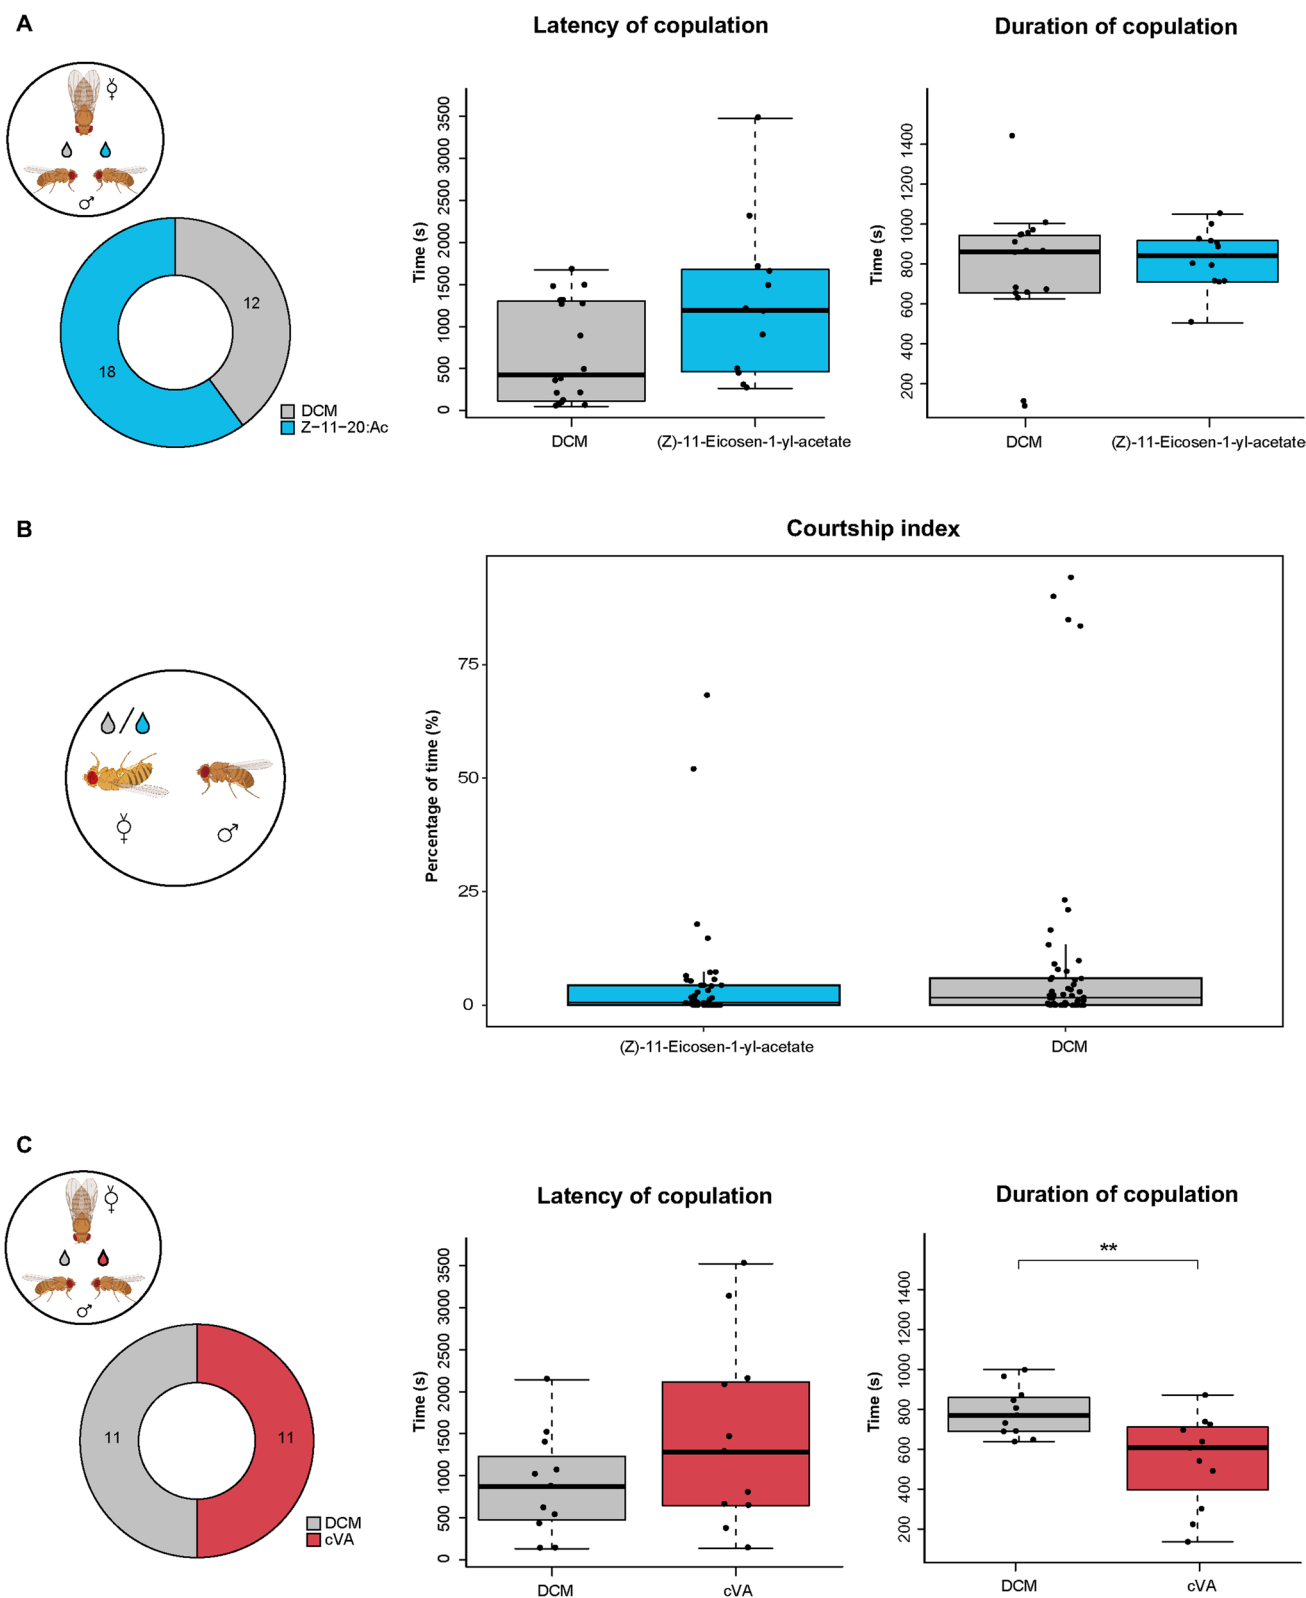 A
Latency of copulation
Duration of copulation
⚥
♂
12
18
DCM
Z−11−20:Ac
Time (s)
3500
3000
2500
2000
1500
1000
500
0
DCM
(Z)-11-Eicosen-1-yl-acetate
Time (s)
1400
1200
1000
800
600
400
200
DCM
(Z)-11-Eicosen-1-yl-acetate
B
Courtship index
♂
Percentage of time (%)
75
50
25
0
(Z)-11-Eicosen-1-yl-acetate
DCM
C
Latency of copulation
Duration of copulation
♂
11
11
DCM
cVA
Time (s)
3500
3000
2500
2000
1500
1000
500
0
DCM
cVA
**
Time (s)
1400
1200
1000
800
600
400
200
DCM
cVA